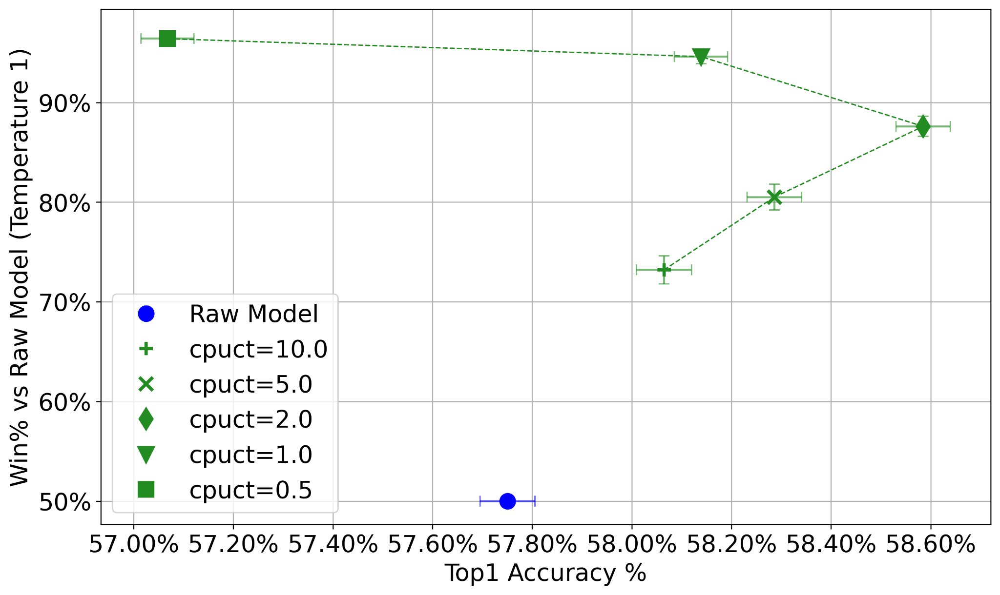 Win% vs Raw Model (Temperature 1)
90%
80%
70%
60%
50%
Raw Model
cpuct=10.0
cpuct=5.0
cpuct=2.0
cpuct=1.0
cpuct=0.5
57.00% 57.20% 57.40% 57.60% 57.80% 58.00% 58.20% 58.40% 58.60%
Top1 Accuracy %